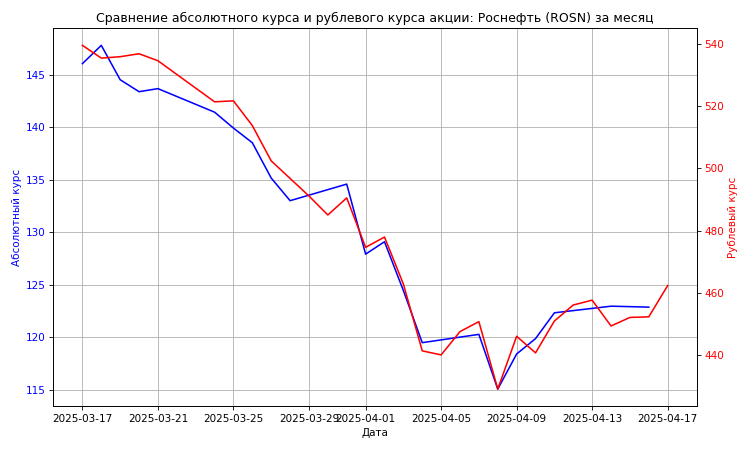 Сравнение абсолютного курса и рублевого курса акции: Роснефть (ROSN) за месяц
Абсолютный курс
145
140
135
130
125
120
115
540
520
500
480
460
440
Рублевый курс
2025-03-17 2025-03-21 2025-03-25 2025-03-29 2025-04-01 2025-04-05 2025-04-09 2025-04-13 2025-04-17
Дата